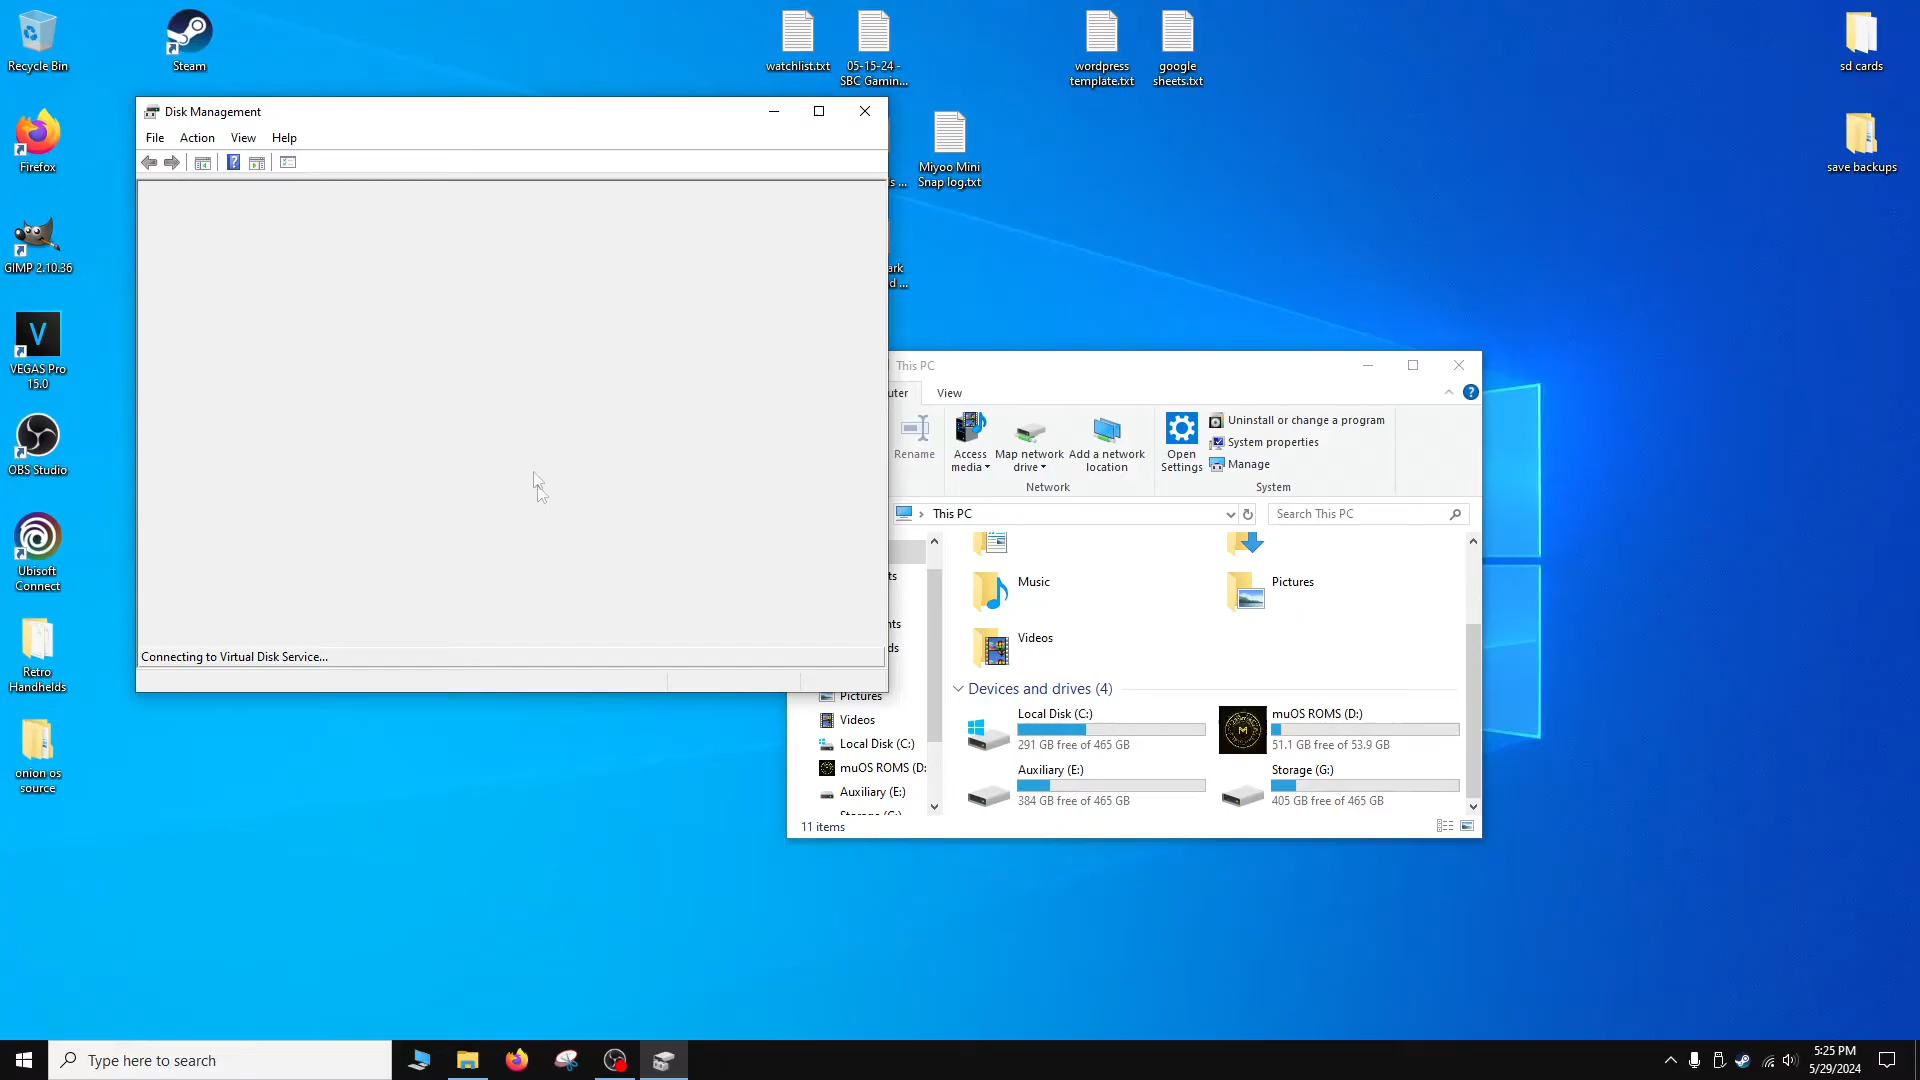 Recycle Bin
Steam
watchlist.txt
05-15-24 -
SBC Gamin...
wordpress
template.txt
google
sheets.txt
sd cards
Firefox
Miyoo Mini
Snap log.txt
save backups
GIMP 2.10.36
VEGAS Pro
15.0
OBS Studio
Ubisoft
Connect
Retro
Handhelds
onion os
source
s ...
ark
d ...
Disk Management
File
Action
View
Help
Connecting to Virtual Disk Service...
This PC
uter
View
Rename
Access
media
Map network
drive
Add a network
location
Network
Open
Settings
Uninstall or change a program
System properties
Manage
System
This PC
Search This PC
ts
nts
ds
Pictures
Videos
Local Disk (C:)
muOS ROMS (D:
Auxiliary (E:)
Music
Pictures
Videos
Devices and drives (4)
Local Disk (C:)
291 GB free of 465 GB
muOS ROMS (D:)
51.1 GB free of 53.9 GB
Auxiliary (E:)
384 GB free of 465 GB
Storage (G:)
405 GB free of 465 GB
11 items
Type here to search
5:25 PM
5/29/2024